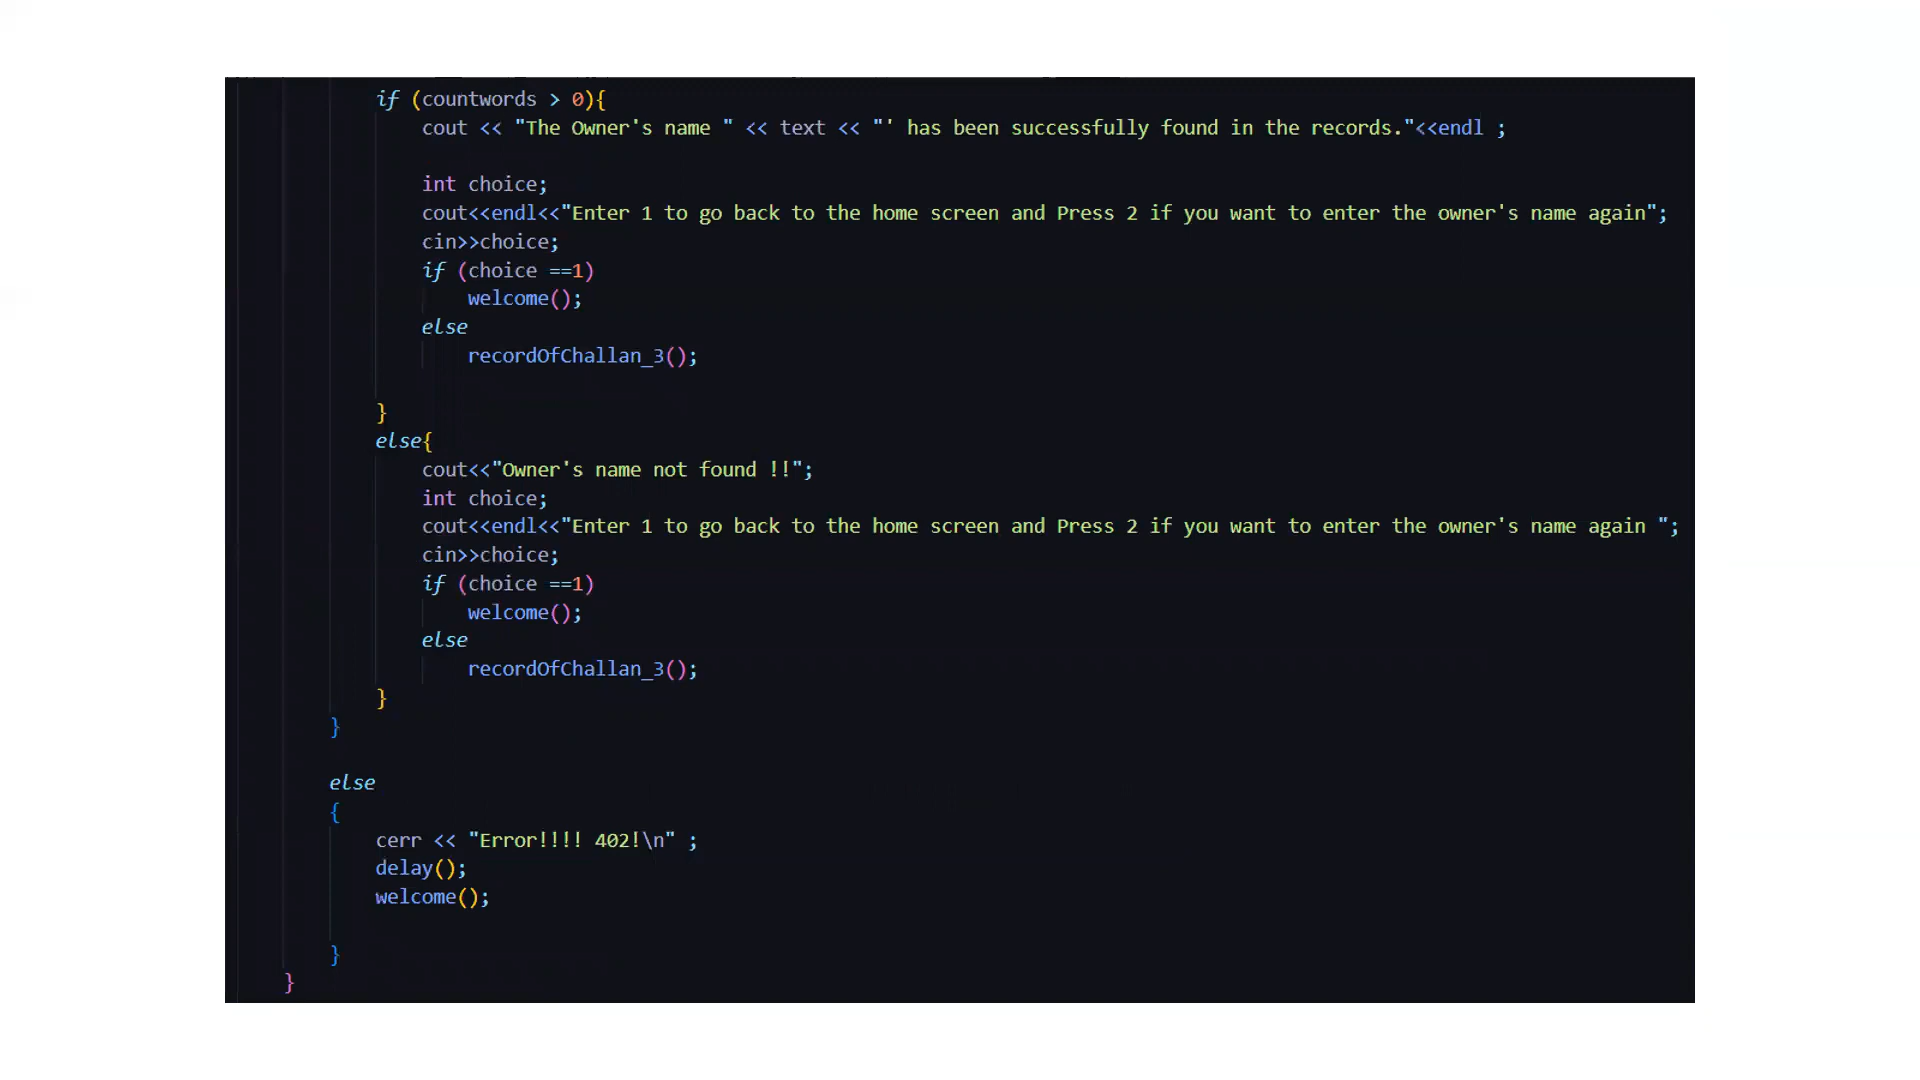 if (countwords > 0){
cout << "The Owner's name " << text << "' has been successfully found in the records."<<endl ;
int choice;
cout<<endl<<"Enter 1 to go back to the home screen and Press 2 if you want to enter the owner's name again";
cin>>choice;
if (choice ==1)
welcome();
else
recordOfChallan_3();
}
else{
cout<<"Owner's name not found !!";
int choice;
cout<<endl<<"Enter 1 to go back to the home screen and Press 2 if you want to enter the owner's name again ";
cin>>choice;
if (choice ==1)
welcome();
else
recordOfChallan_3();
}
}
else
{
cerr << "Error!!!! 402!\n" ;
delay();
welcome();
}
}